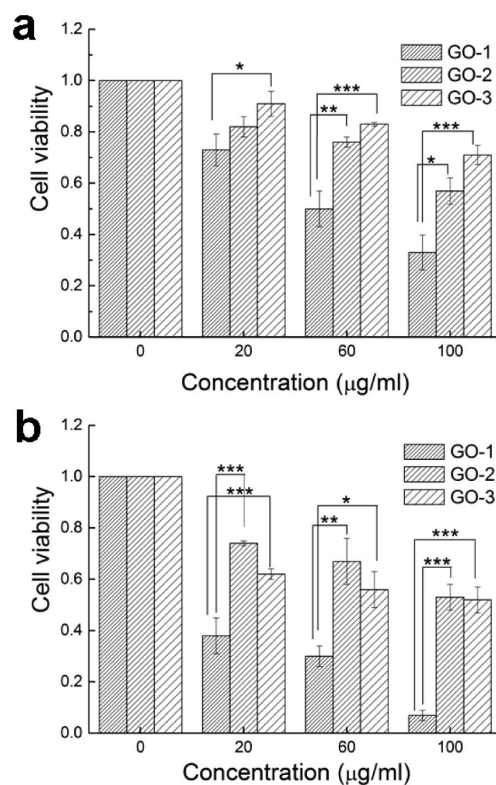 a
1.2
1.0
0.8
0.6
0.4
0.2
0.0
Cell viability
GO-1
GO-2
GO-3
*
**
***
*
***
0 20 60 100
Concentration (μg/ml)
b
1.2
1.0
0.8
0.6
0.4
0.2
0.0
Cell viability
GO-1
GO-2
GO-3
***
***
**
*
***
***
0 20 60 100
Concentration (μg/ml)